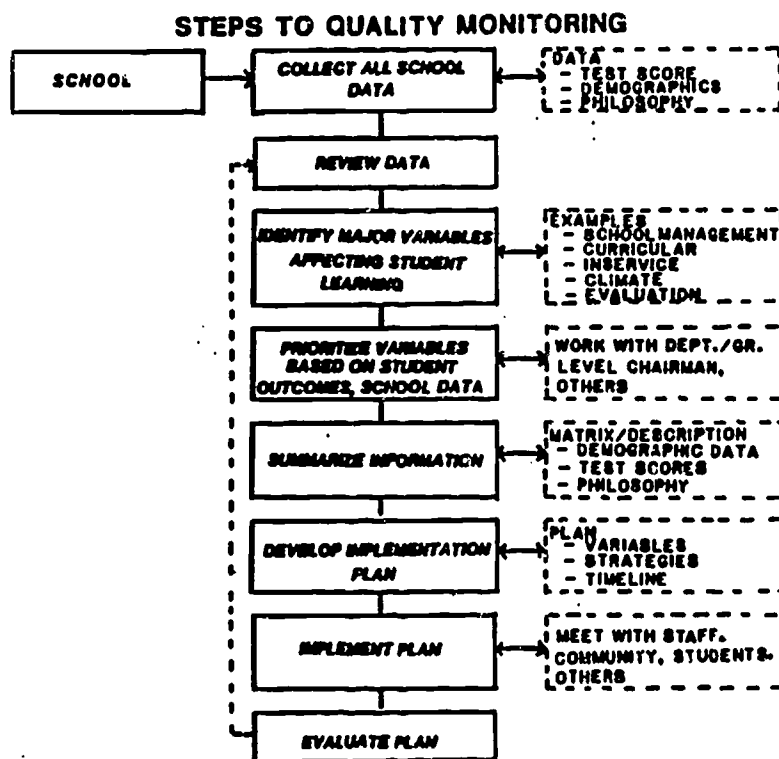 STEPS TO QUALITY MONITORING
SCHOOL
COLLECT ALL SCHOOL
DATA
DATA
- TEST SCORE
- DEMOGRAPHICS
- PHILOSOPHY
REVIEW DATA
IDENTIFY MAJOR VARIABLES
AFFECTING STUDENT
LEARNING
EXAMPLES
- SCHOOL MANAGEMENT
- CURRICULAR
- INSERVICE
- CLIMATE
- EVALUATION
PRIORITIZE VARIABLES
BASED ON STUDENT
OUTCOMES, SCHOOL DATA
WORK WITH DEPT./GR.
LEVEL CHAIRMAN,
OTHERS
SUMMARIZE INFORMATION
MATRIX/DESCRIPTION
- DEMOGRAPHIC DATA
- TEST SCORES
- PHILOSOPHY
DEVELOP IMPLEMENTATION
PLAN
PLAN
- VARIABLES
- STRATEGIES
- TIMELINE
IMPLEMENT PLAN
MEET WITH STAFF.
COMMUNITY, STUDENTS.
OTHERS
EVALUATE PLAN